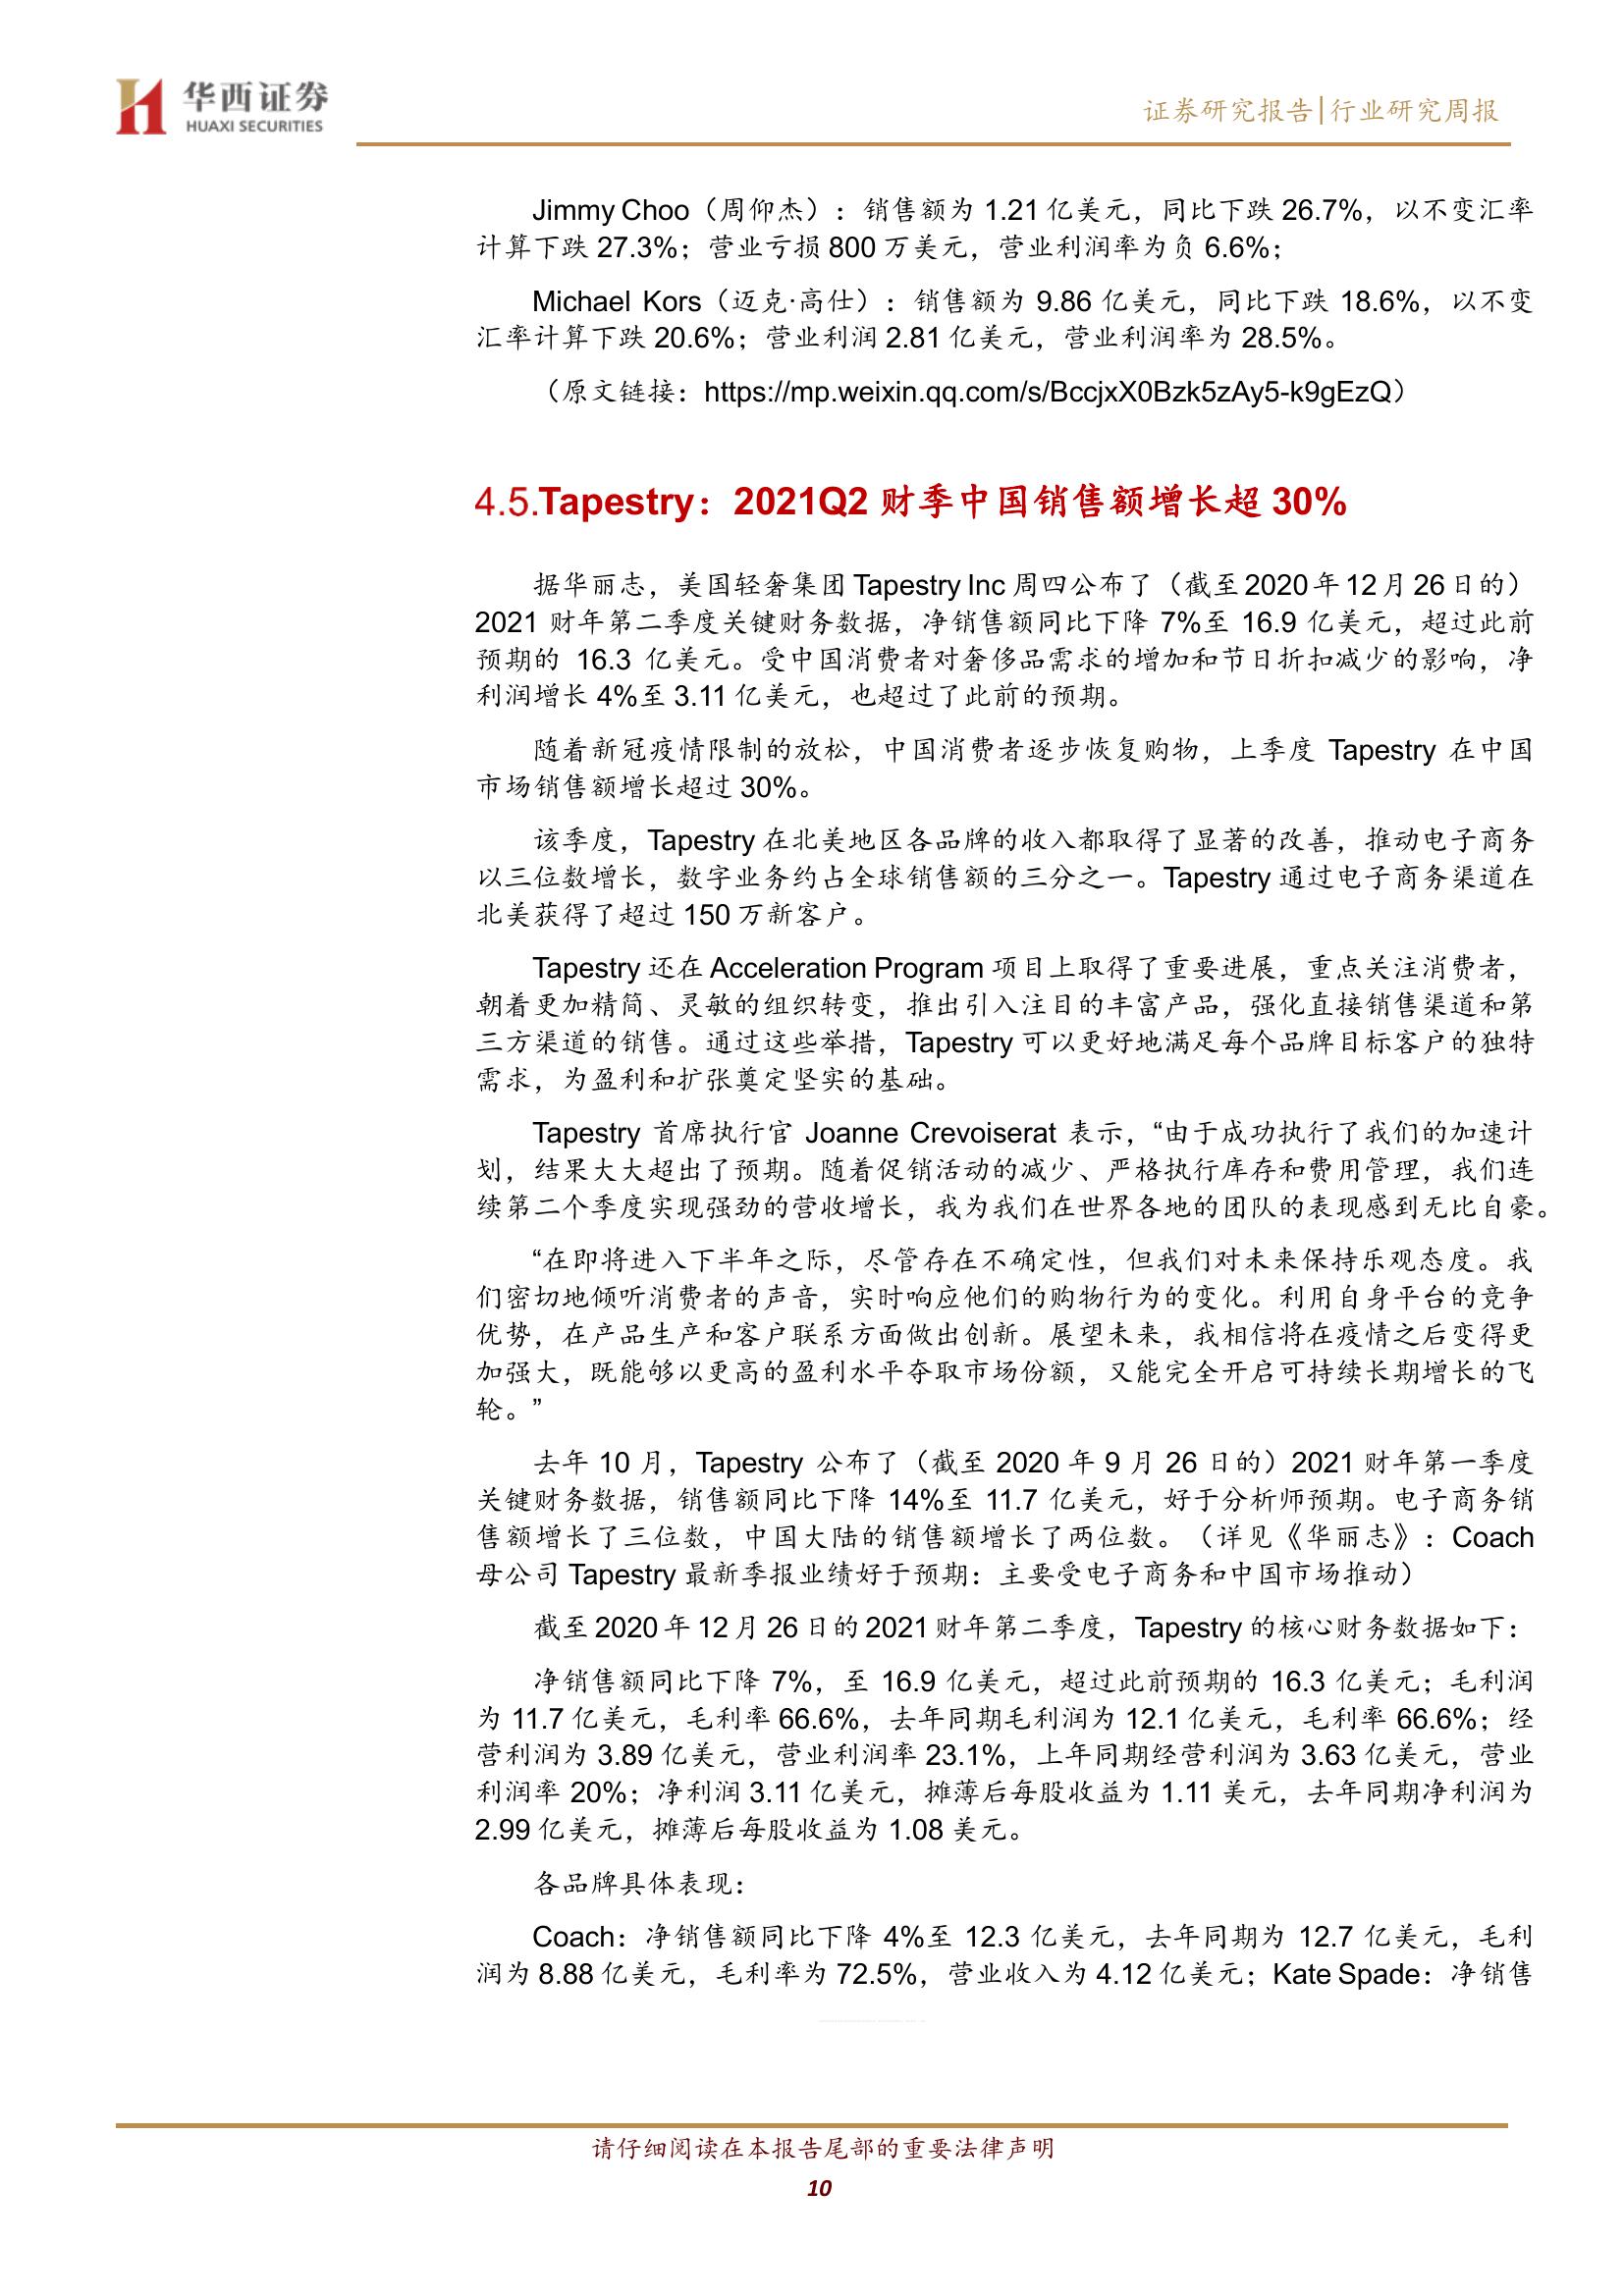 华西证券
HUAXI SECURITIES
证券研究报告|行业研究周报
Jimmy Choo（周仰杰）：销售额为 1.21 亿美元，同比下跌 26.7%，以不变汇率
计算下跌 27.3%；营业亏损 800 万美元，营业利润率为负 6.6%；
Michael Kors（迈克·高仕）：销售额为 9.86 亿美元，同比下跌 18.6%，以不变
汇率计算下跌 20.6%；营业利润 2.81 亿美元，营业利润率为 28.5%。
（原文链接：https://mp.weixin.qq.com/s/BccjxX0Bzk5zAy5-k9gEzQ）
4.5.Tapestry：2021Q2 财季中国销售额增长超 30%
据华丽志，美国轻奢集团 Tapestry Inc 周四公布了（截至 2020 年 12 月 26 日的）
2021 财年第二季度关键财务数据，净销售额同比下降 7%至 16.9 亿美元，超过此前
预期的 16.3 亿美元。受中国消费者对奢侈品需求的增加和节日折扣减少的影响，净
利润增长 4%至 3.11 亿美元，也超过了此前的预期。
随着新冠疫情限制的放松，中国消费者逐步恢复购物，上季度 Tapestry 在中国
市场销售额增长超过 30%。
该季度，Tapestry 在北美地区各品牌的收入都取得了显著的改善，推动电子商务
以三位数增长，数字业务约占全球销售额的三分之一。Tapestry 通过电子商务渠道在
北美获得了超过 150 万新客户。
Tapestry 还在 Acceleration Program 项目上取得了重要进展，重点关注消费者，
朝着更加精简、灵敏的组织转变，推出引入注目的丰富产品，强化直接销售渠道和第
三方渠道的销售。通过这些举措，Tapestry 可以更好地满足每个品牌目标客户的独特
需求，为盈利和扩张奠定坚实的基础。
Tapestry 首席执行官 Joanne Crevoiserat 表示，“由于成功执行了我们的加速计
划，结果大大超出了预期。随着促销活动的减少、严格执行库存和费用管理，我们连
续第二个季度实现强劲的营收增长，我为我们在世界各地的团队的表现感到无比自豪。
“在即将进入下半年之际，尽管存在不确定性，但我们对未来保持乐观态度。我
们密切地倾听消费者的声音，实时响应他们的购物行为的变化。利用自身平台的竞争
优势，在产品生产和客户联系方面做出创新。展望未来，我相信将在疫情之后变得更
加强大，既能够以更高的盈利水平夺取市场份额，又能完全开启可持续长期增长的飞
轮。”
去年 10 月，Tapestry 公布了（截至 2020 年 9 月 26 日的）2021 财年第一季度
关键财务数据，销售额同比下降 14%至 11.7 亿美元，好于分析师预期。电子商务销
售额增长了三位数，中国大陆的销售额增长了两位数。（详见《华丽志》：Coach
母公司 Tapestry 最新季报业绩好于预期：主要受电子商务和中国市场推动）
截至 2020 年 12 月 26 日的 2021 财年第二季度，Tapestry 的核心财务数据如下：
净销售额同比下降 7%，至 16.9 亿美元，超过此前预期的 16.3 亿美元；毛利润
为 11.7 亿美元，毛利率 66.6%，去年同期毛利润为 12.1 亿美元，毛利率 66.6%；经
营利润为 3.89 亿美元，营业利润率 23.1%，上年同期经营利润为 3.63 亿美元，营业
利润率 20%；净利润 3.11 亿美元，摊薄后每股收益为 1.11 美元，去年同期净利润为
2.99 亿美元，摊薄后每股收益为 1.08 美元。
各品牌具体表现：
Coach：净销售额同比下降 4%至 12.3 亿美元，去年同期为 12.7 亿美元，毛利
润为 8.88 亿美元，毛利率为 72.5%，营业收入为 4.12 亿美元；Kate Spade：净销售
请仔细阅读在本报告尾部的重要法律声明
10